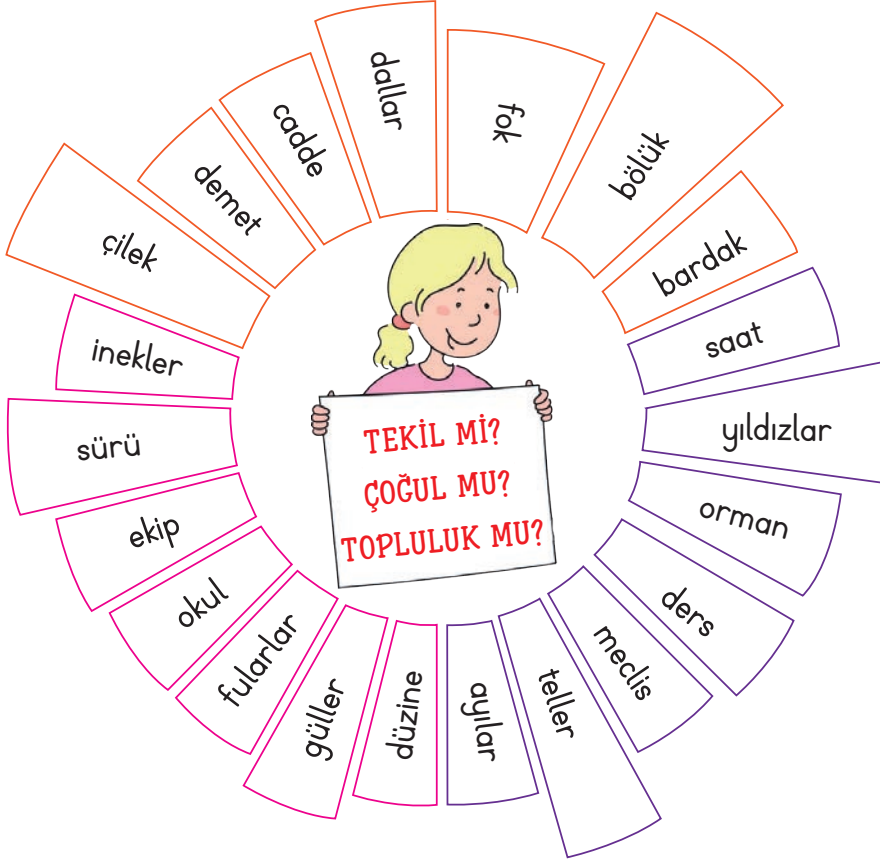 dallar
fok
bölük
bardak
saat
yıldızlar
orman
ders
meclis
teller
ayılar
düzine
güller
fularlar
okul
ekip
sürü
inekler
çilek
demet
cadde
TEKİL Mİ?
ÇOĞUL MU?
TOPLULUK MU?